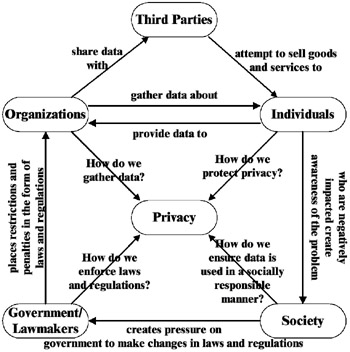 Third Parties
share data
with
attempt to sell goods
and services to
gather data about
Organizations
Individuals
provide data to
How do we
gather data?
How do we
protect privacy?
places restrictions and
penalties in the form of
laws and regulations
who are negatively
impacted create
awareness of the problem
Privacy
How do we
enforce laws
and regulations?
How do we
ensure data is
used in a socially
responsible
manner?
Government/
Lawmakers
Society
creates pressure on
government to make changes in laws and regulations